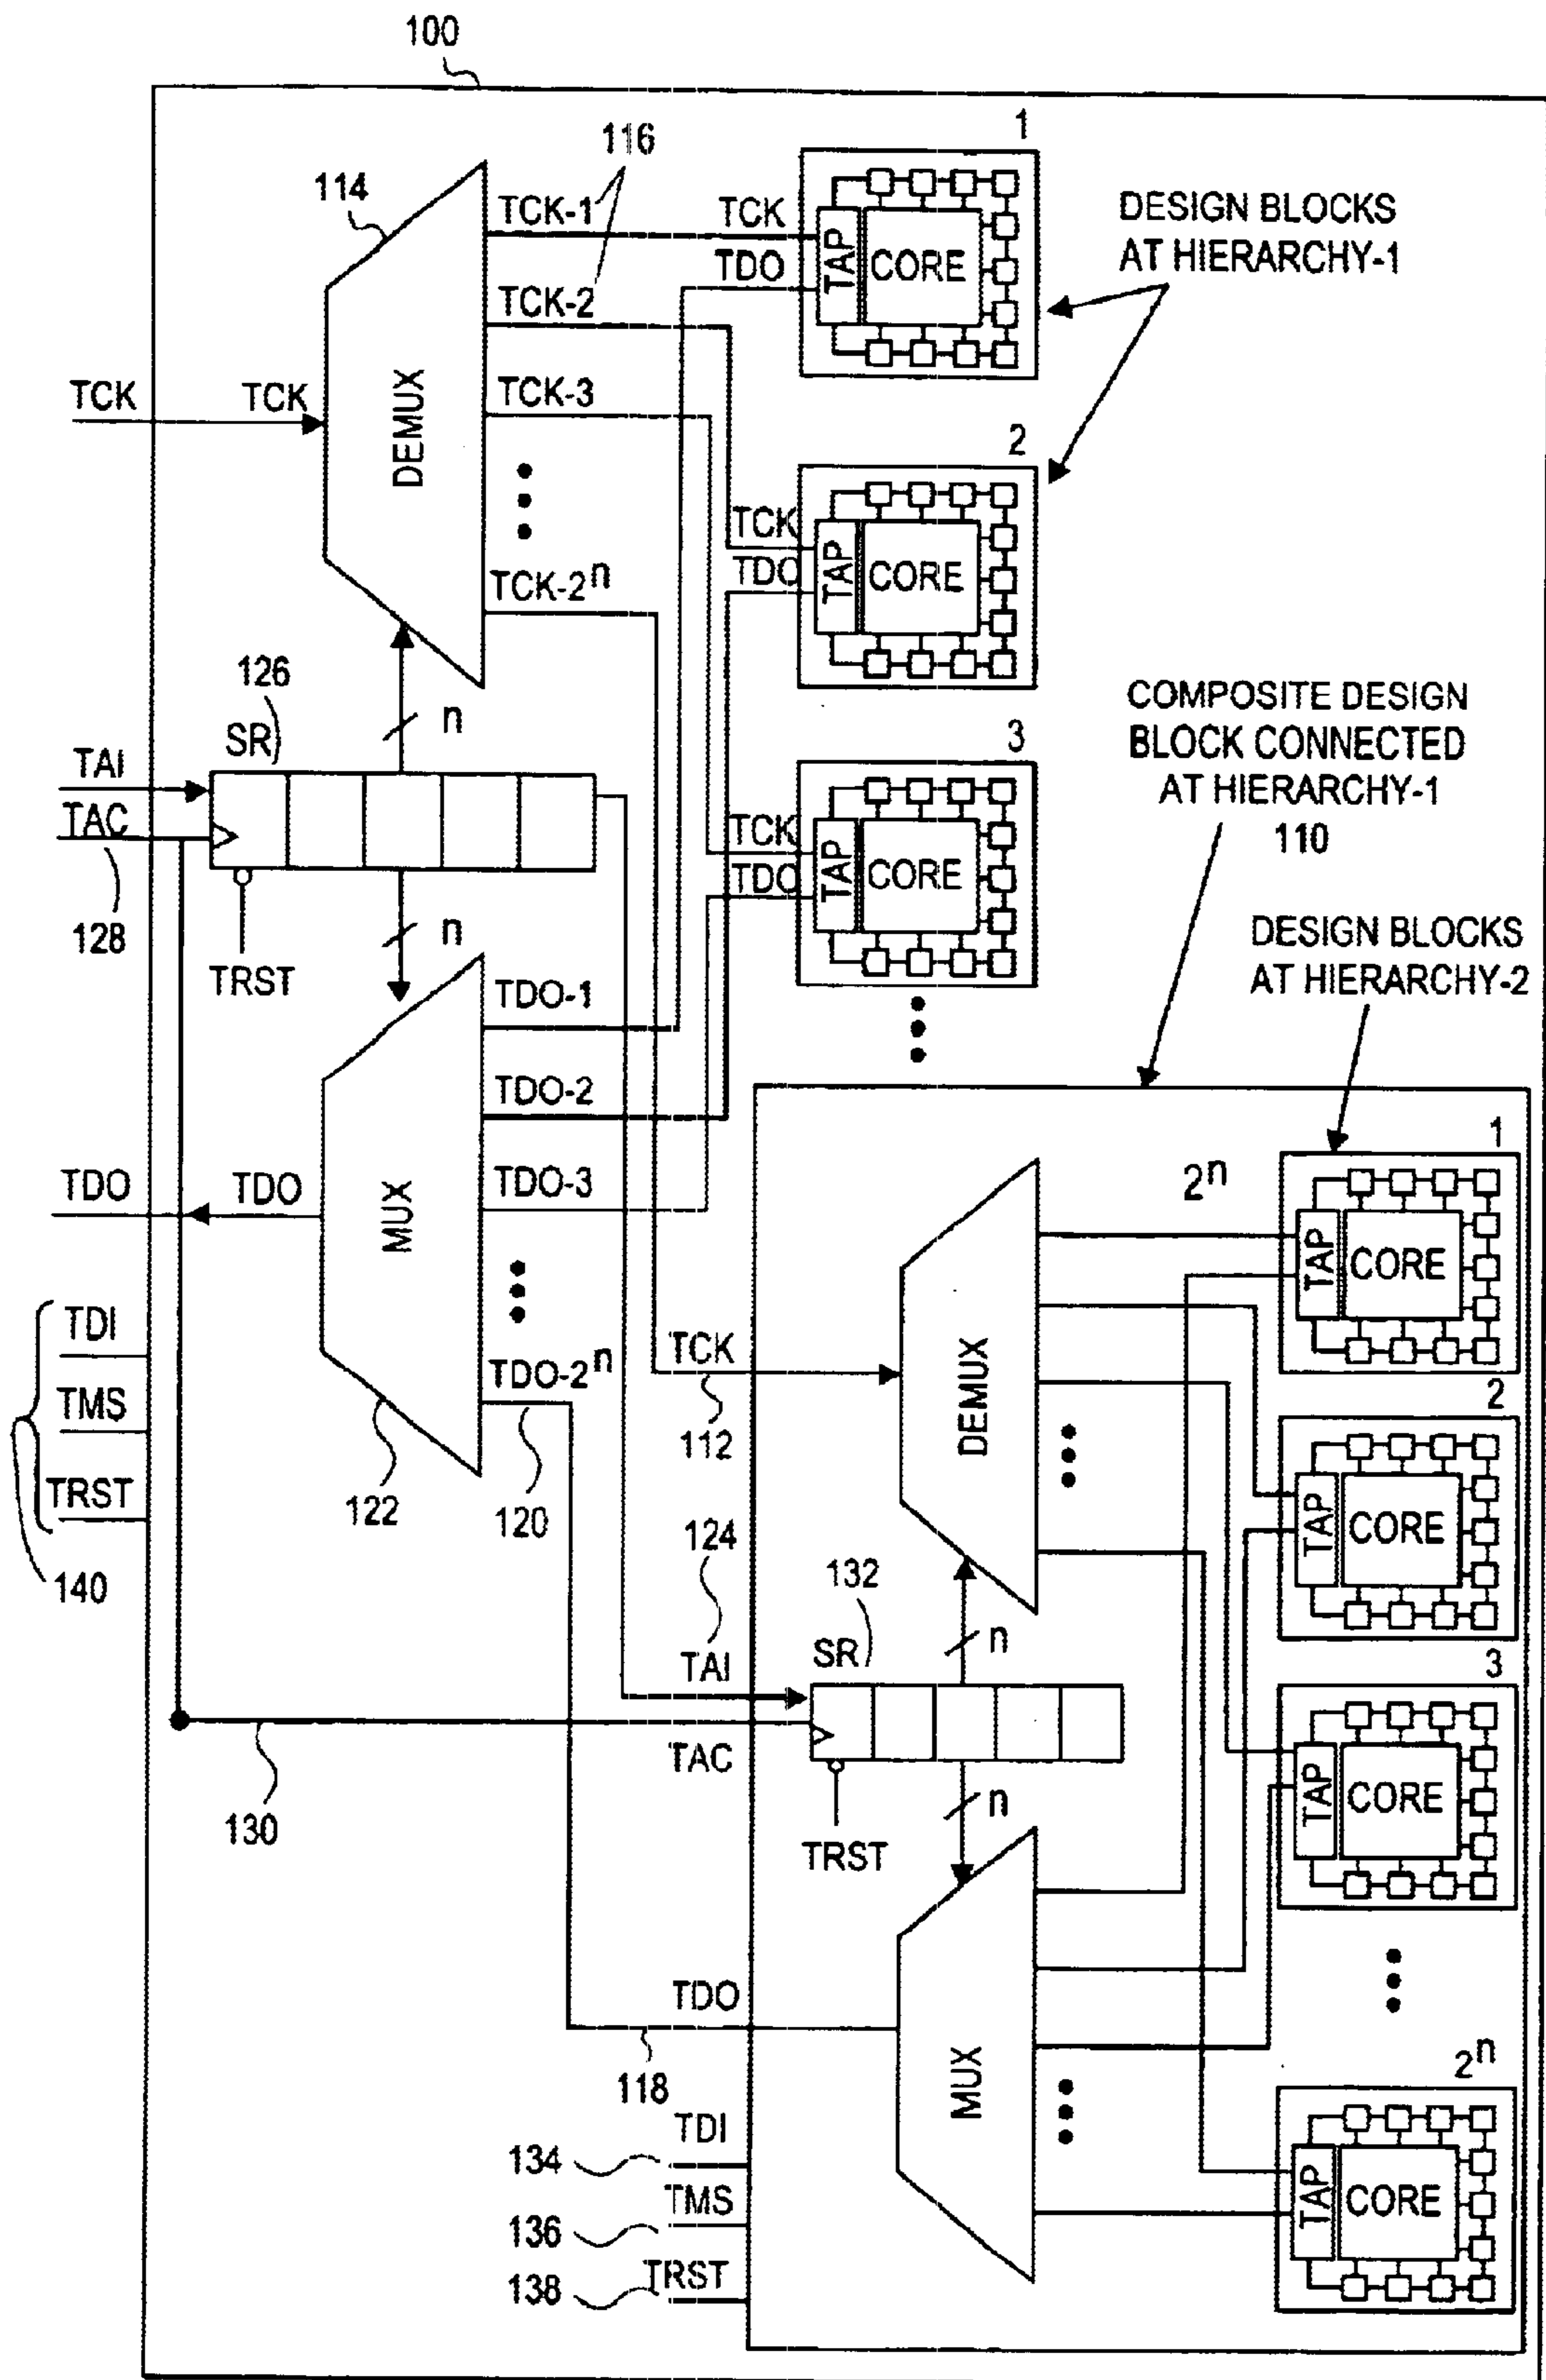 100
116
114
TCK-1
TCK
1
TAP
CORE
DESIGN BLOCKS
AT HIERARCHY-1
TDO
TCK-2
TCK
TCK
DEMUX
TCK-3
2
TCK
TDO
TAP
CORE
TCK-2ⁿ
126
SR
n
COMPOSITE DESIGN
BLOCK CONNECTED
AT HIERARCHY-1
110
3
TAI
TAC
TCK
TDO
TAP
CORE
128
TRST
n
DESIGN BLOCKS
AT HIERARCHY-2
TDO-1
TDO-2
TDO
TDO
MUX
TDO-3
2ⁿ
1
TAP
CORE
TDI
TMS
TRST
140
TDO-2ⁿ
122
120
TCK
112
DEMUX
2
TAP
CORE
124
132
SR
n
TAI
TAC
3
TAP
CORE
130
TRST
n
TDO
118
MUX
2ⁿ
TAP
CORE
134
TDI
136
TMS
138
TRST